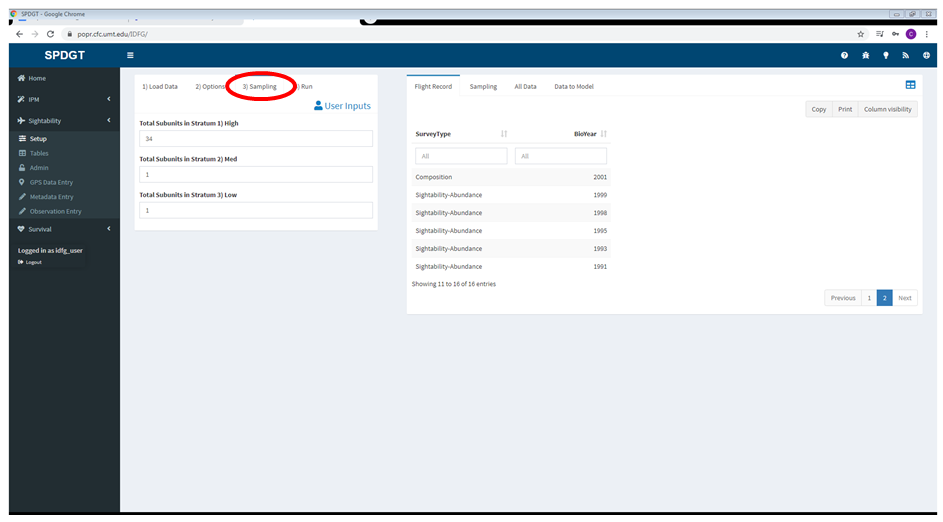 SPDGT - Google Chrome
popr.cfc.umt.edu/IDFG/
C
SPDGT
Home
IPM
Sightability
Setup
Tables
Admin
GPS Data Entry
Metadata Entry
Observation Entry
Survival
Logged in as idfg_user
Logout
1) Load Data 2) Options 3) Sampling ) Run
User Inputs
Total Subunits in Stratum 1) High
34
Total Subunits in Stratum 2) Med
1
Total Subunits in Stratum 3) Low
1
Flight Record Sampling All Data Data to Model
Copy Print Column visibility
SurveyType BioYear
All All
Composition 2001
Sightability-Abundance 1999
Sightability-Abundance 1998
Sightability-Abundance 1995
Sightability-Abundance 1993
Sightability-Abundance 1991
Showing 11 to 16 of 16 entries
Previous 1 2 Next